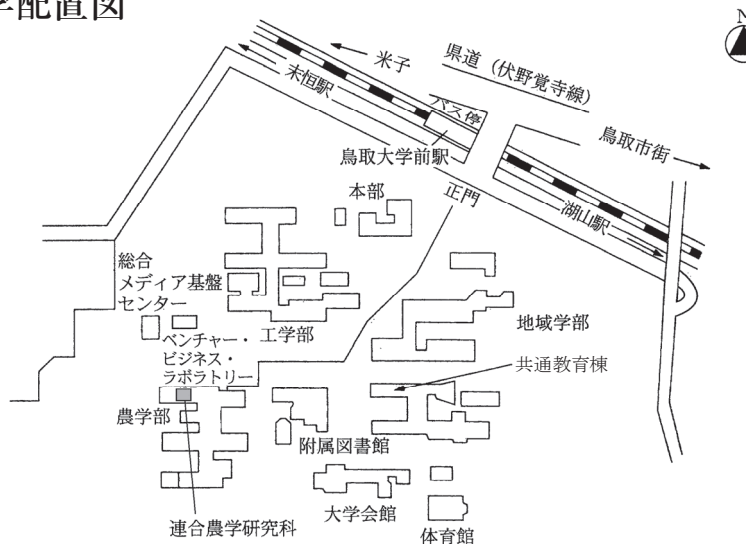 学配置図
N
米子
県道（伏野覚寺線）
末恒駅
バス停
鳥取市街
鳥取大学前駅
本部
正門
湖山駅
総合
メディア基盤
センター
工学部
地域学部
ベンチャー・
ビジネス・
ラボラトリー
共通教育棟
農学部
附属図書館
大学会館
連合農学研究科
体育館